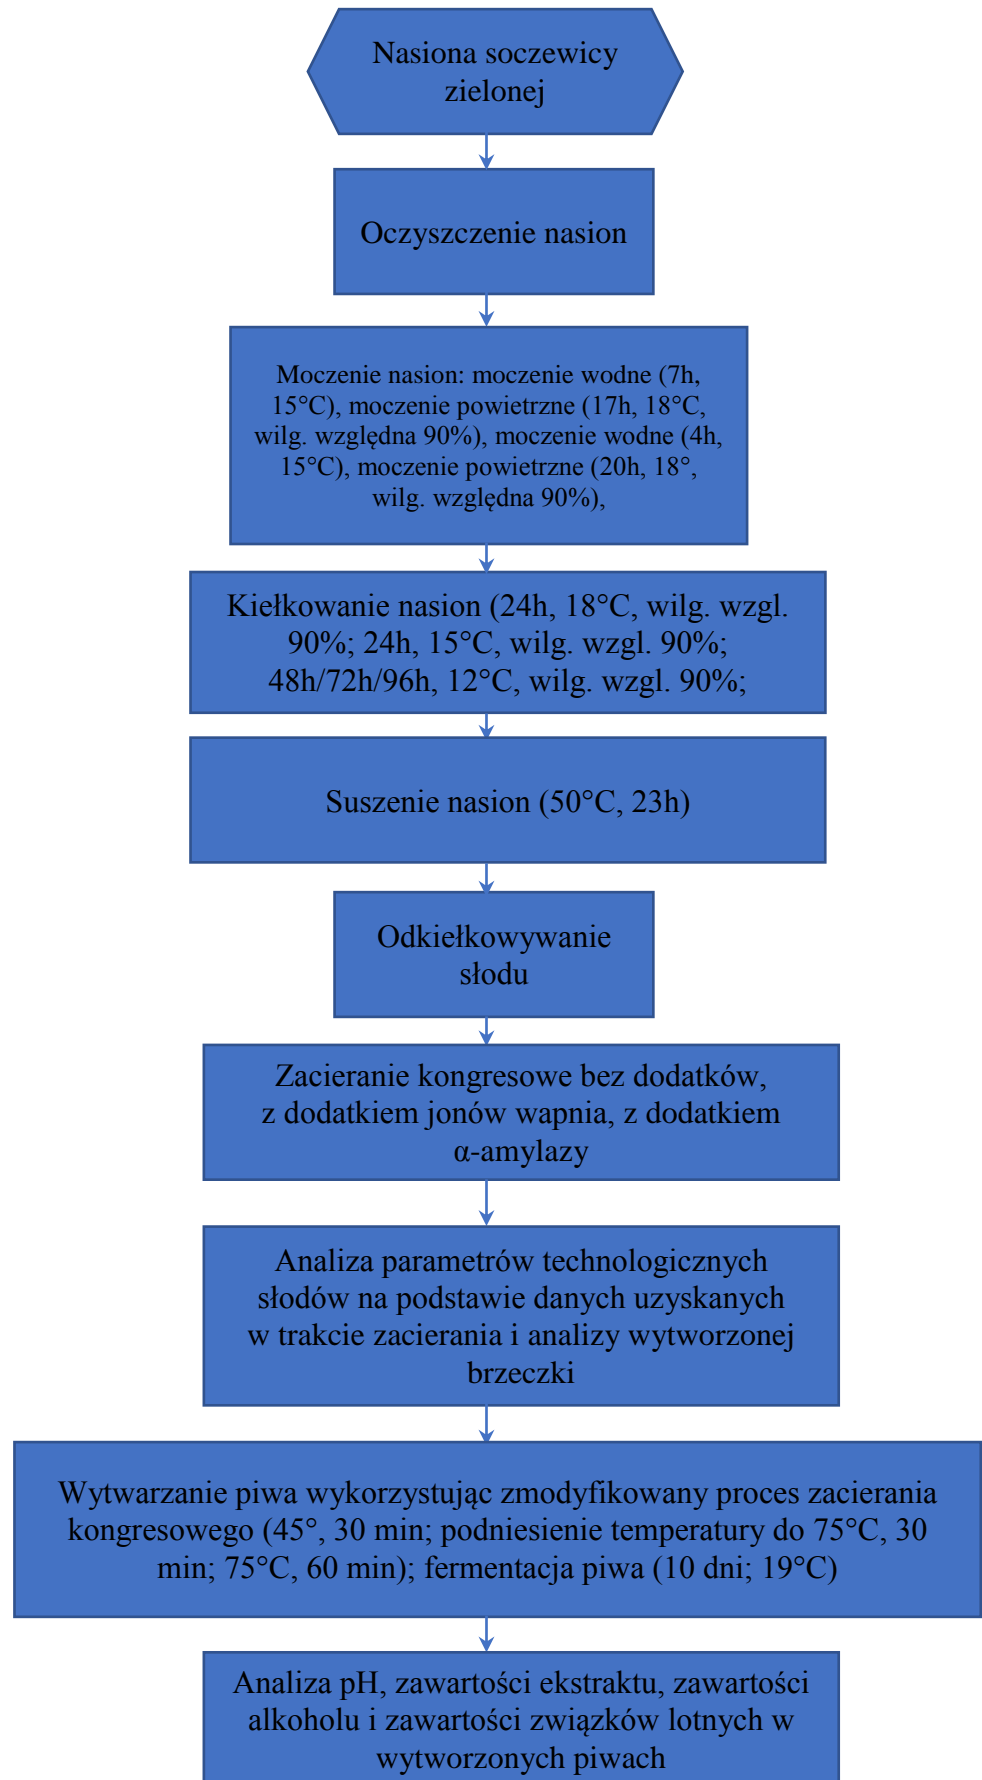 Nasiona soczewicy
zielonej
Oczyszczenie nasion
Moczenie nasion: moczenie wodne (7h,
15°C), moczenie powietrzne (17h, 18°C,
wilg. względna 90%), moczenie wodne (4h,
15°C), moczenie powietrzne (20h, 18°,
wilg. względna 90%),
Kiełkowanie nasion (24h, 18°C, wilg. wzgl.
90%; 24h, 15°C, wilg. wzgl. 90%;
48h/72h/96h, 12°C, wilg. wzgl. 90%;
Suszenie nasion (50°C, 23h)
Odkiełkowywanie
słodu
Zacieranie kongresowe bez dodatków,
z dodatkiem jonów wapnia, z dodatkiem
α-amylazy
Analiza parametrów technologicznych
słodów na podstawie danych uzyskanych
w trakcie zacierania i analizy wytworzonej
brzeczki
Wytwarzanie piwa wykorzystując zmodyfikowany proces zacierania
kongresowego (45°, 30 min; podniesienie temperatury do 75°C, 30
min; 75°C, 60 min); fermentacja piwa (10 dni; 19°C)
Analiza pH, zawartości ekstraktu, zawartości
alkoholu i zawartości związków lotnych w
wytworzonych piwach